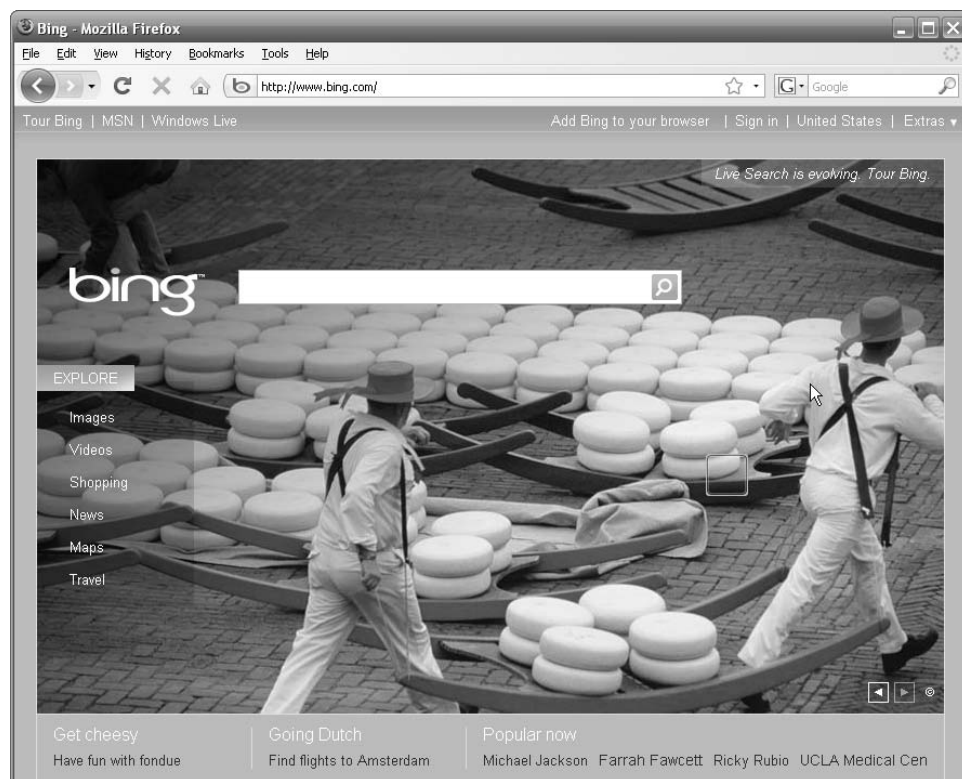 Bing - Mozilla Firefox
File Edit View History Bookmarks Tools Help
http://www.bing.com/ G Google
Tour Bing | MSN | Windows Live Add Bing to your browser | Sign in | United States | Extras
Live Search is evolving. Tour Bing.
bing™
EXPLORE
Images
Videos
Shopping
News
Maps
Travel
©
Get cheesy Going Dutch Popular now
Have fun with fondue Find flights to Amsterdam Michael Jackson Farrah Fawcett Ricky Rubio UCLA Medical Cen